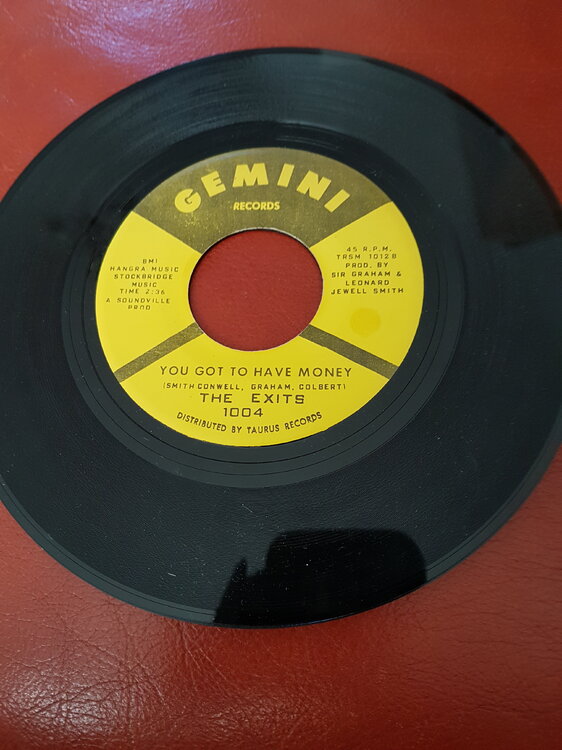 GEMINI
RECORDS
BMI
HANGRA MUSIC
STOCKBRIDGE
MUSIC
TIME 2:36
A SOUNDVILLE
PROD
45 R.P.M.
TRSM 1012B
PROD. BY
SIR GRAHAM &
LEONARD
JEWELL SMITH
YOU GOT TO HAVE MONEY
(SMITH CONWELL, GRAHAM, COLBERT)
THE EXITS
1004
DISTRIBUTED BY TAURUS RECORDS